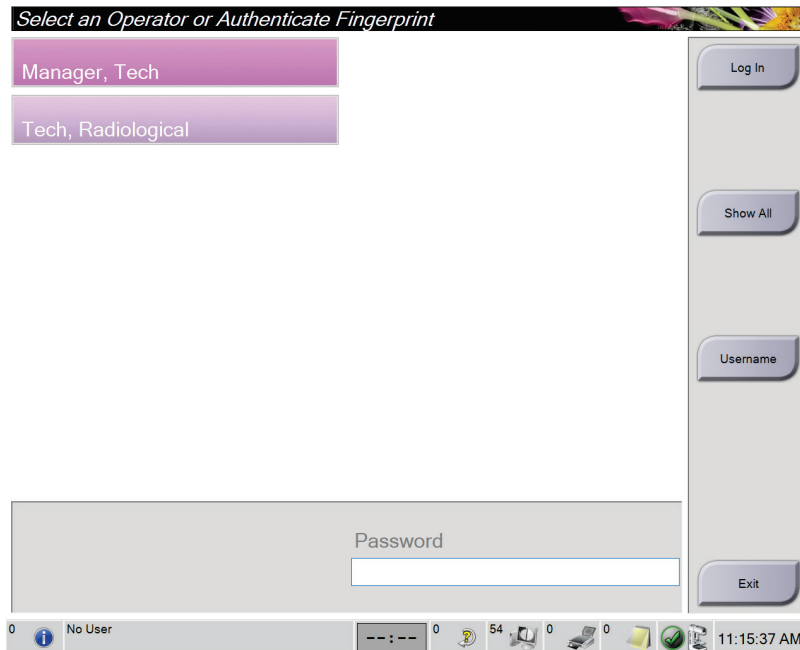 Select an Operator or Authenticate Fingerprint
Manager, Tech
Tech, Radiological
Log In
Show All
Username
Password
Exit
0 No User --:-- 0 54 0 0 11:15:37 AM